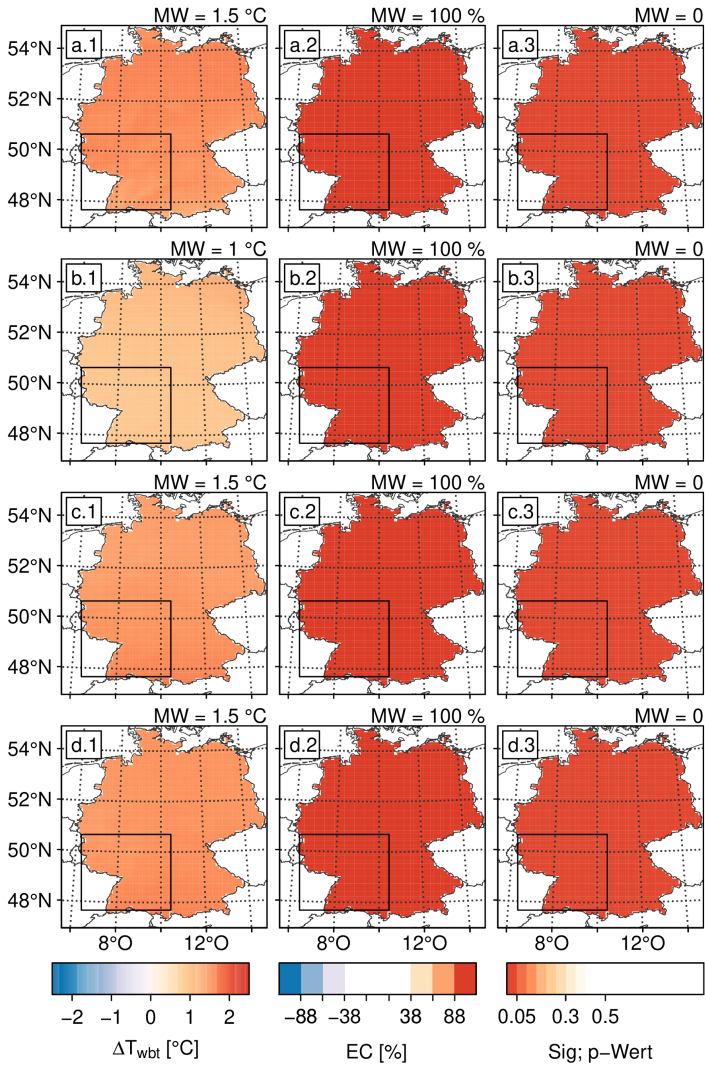 MW = 1.5 °C MW = 100 % MW = 0
a.1 a.2 a.3
54°N
52°N
50°N
48°N
MW = 1 °C MW = 100 % MW = 0
b.1 b.2 b.3
54°N
52°N
50°N
48°N
MW = 1.5 °C MW = 100 % MW = 0
c.1 c.2 c.3
54°N
52°N
50°N
48°N
MW = 1.5 °C MW = 100 % MW = 0
d.1 d.2 d.3
54°N
52°N
50°N
48°N
8°O 12°O 8°O 12°O 8°O 12°O
−2 −1 0 1 2 −88 −38 38 88 0.05 0.3 0.5
ΔTwbt [°C] EC [%] Sig; p-Wert